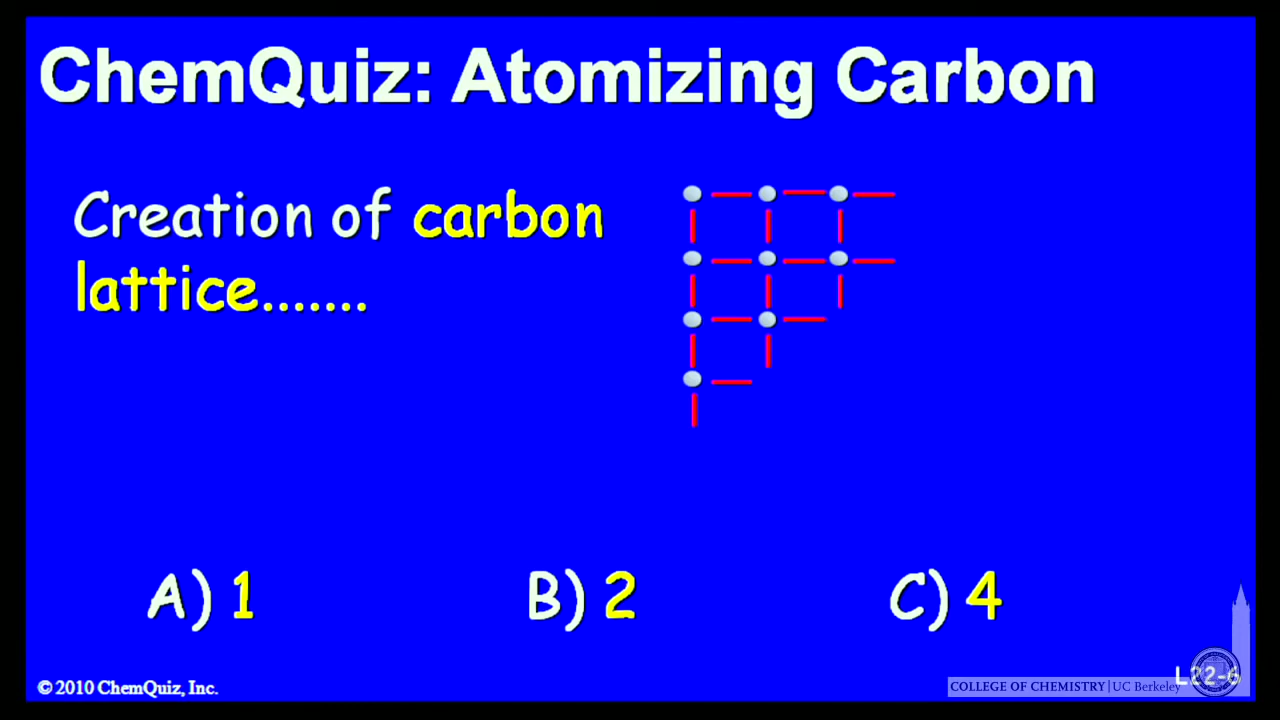 ChemQuiz: Atomizing Carbon
Creation of carbon
lattice.......
A) 1 B) 2 C) 4
© 2010 ChemQuiz, Inc.
COLLEGE OF CHEMISTRY | UC Berkeley
L22-6